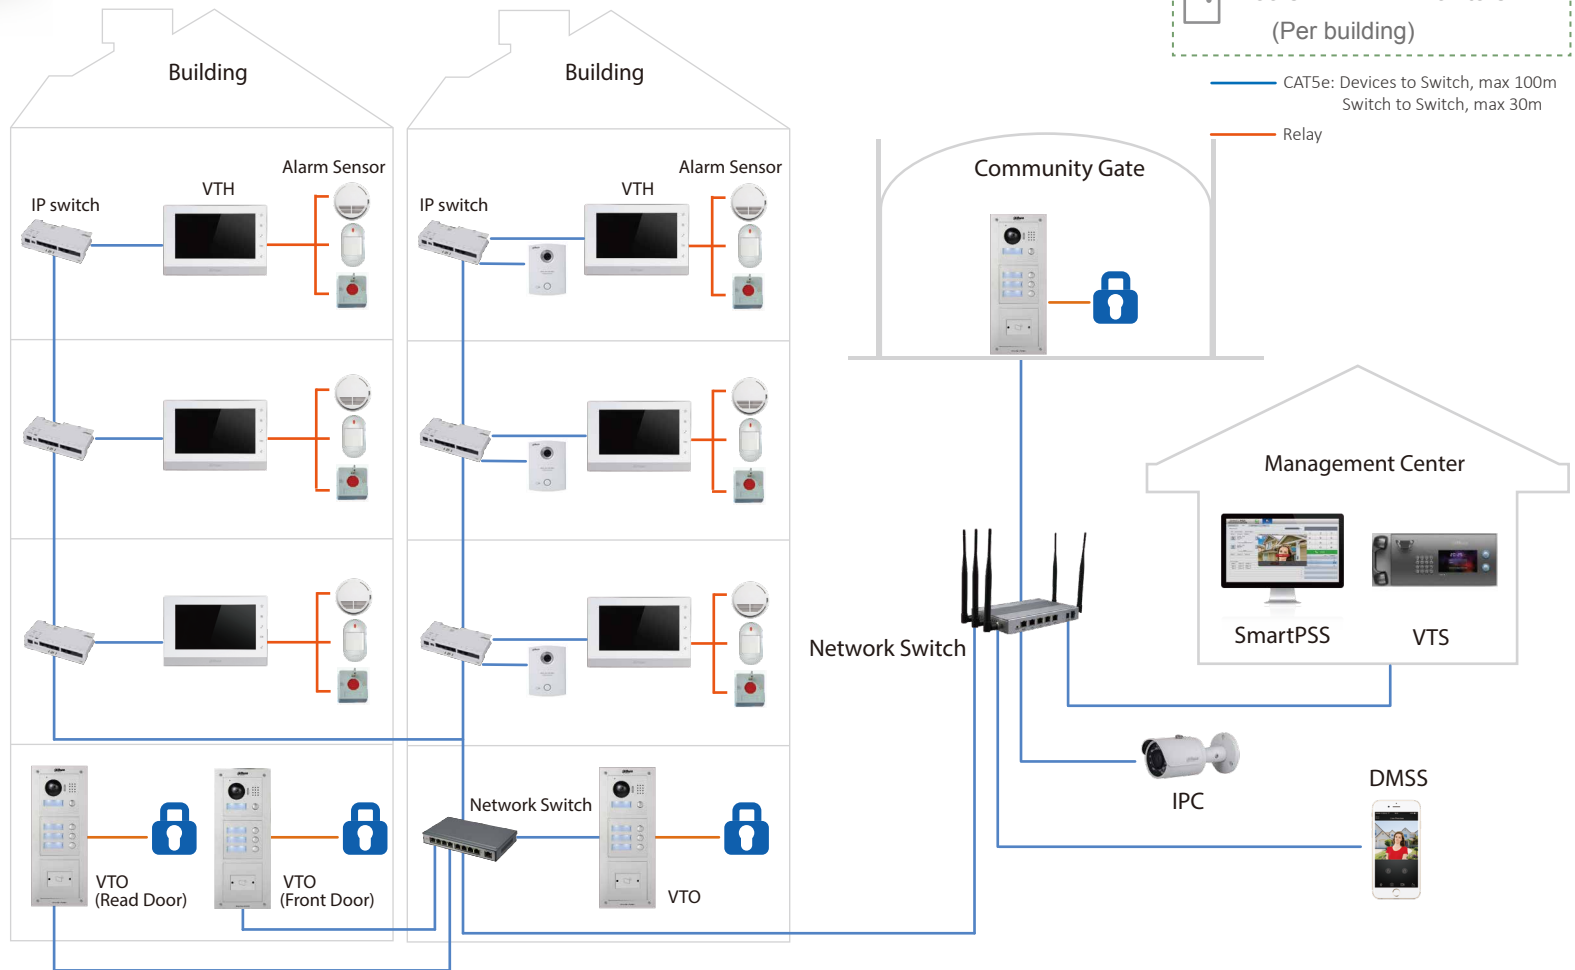 (Per building)
CAT5e: Devices to Switch, max 100m
Switch to Switch, max 30m
Relay
Building
Building
Alarm Sensor
VTH
IP switch
Alarm Sensor
VTH
IP switch
Community Gate
Management Center
SmartPSS
VTS
Network Switch
IPC
DMSS
Network Switch
VTO
(Read Door)
VTO
(Front Door)
VTO